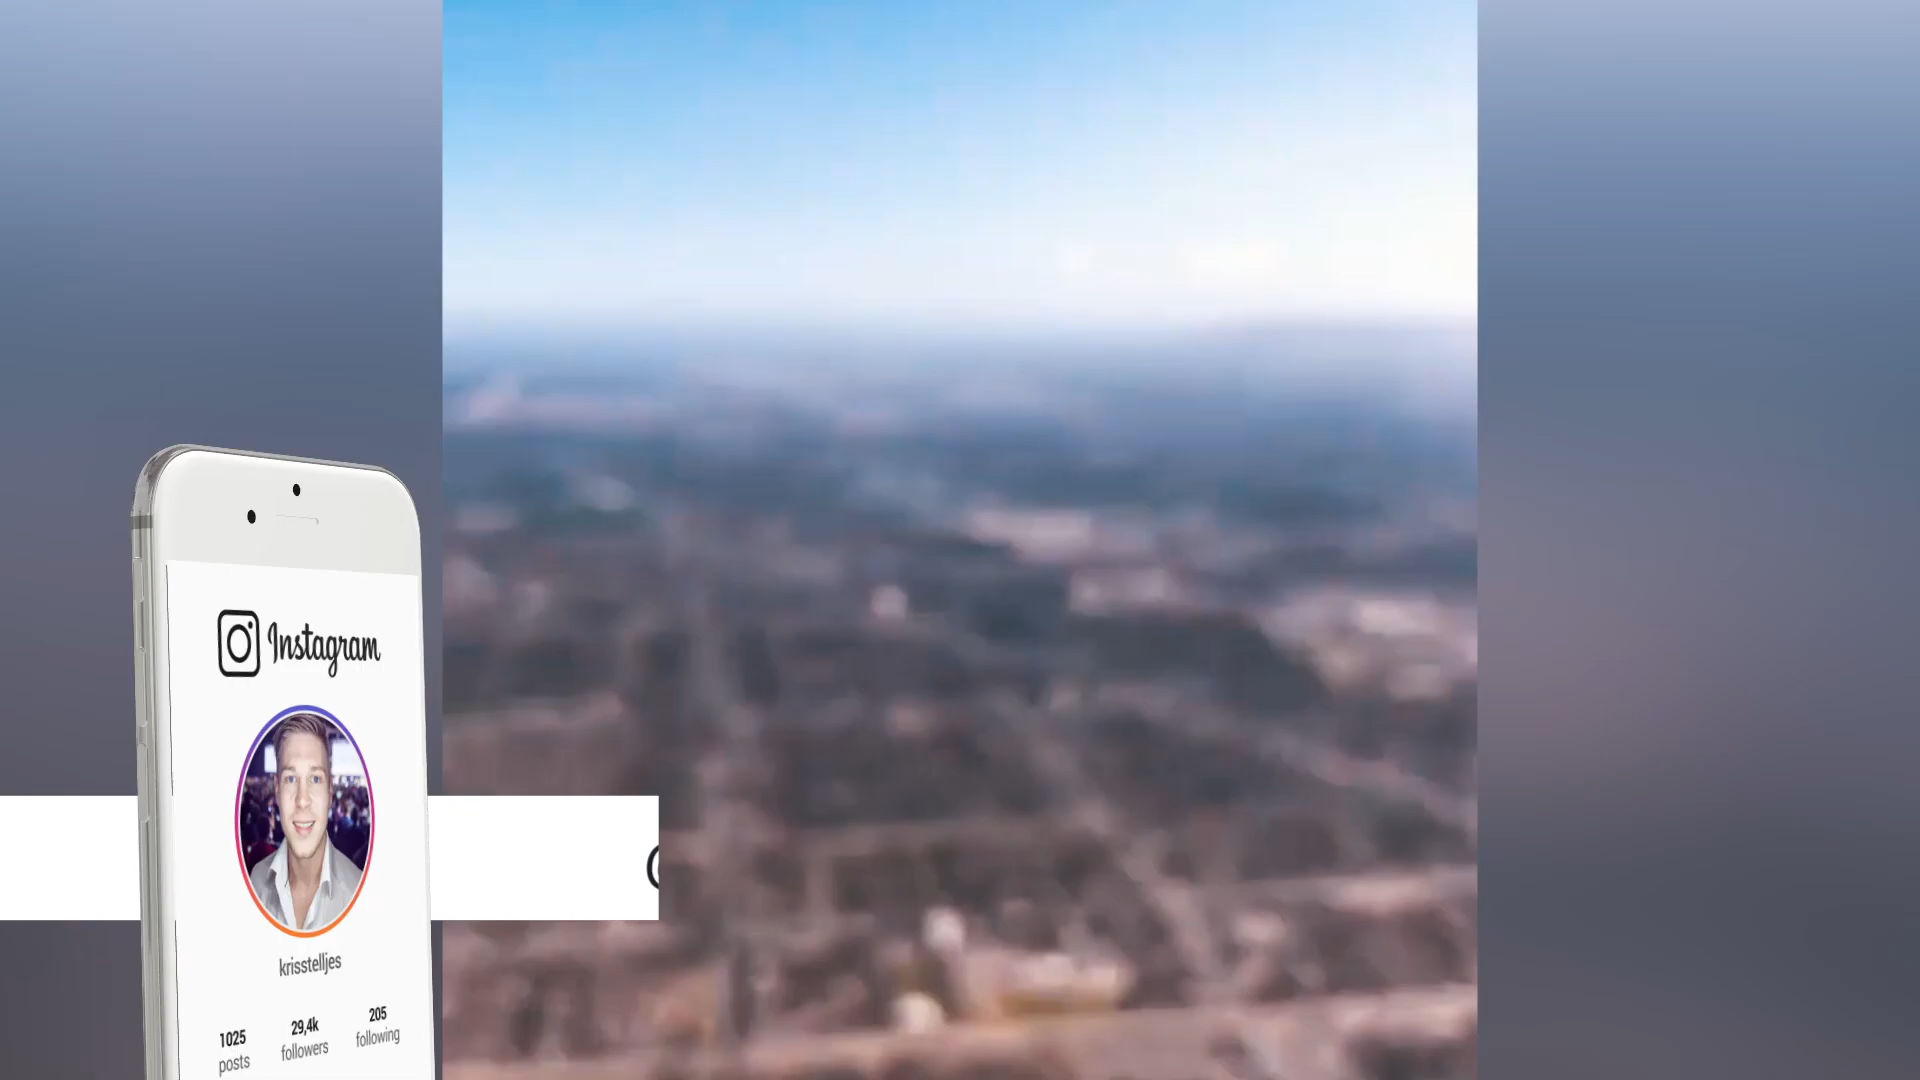 Instagram
krisstelljes
1025 29,4k 205
posts followers following